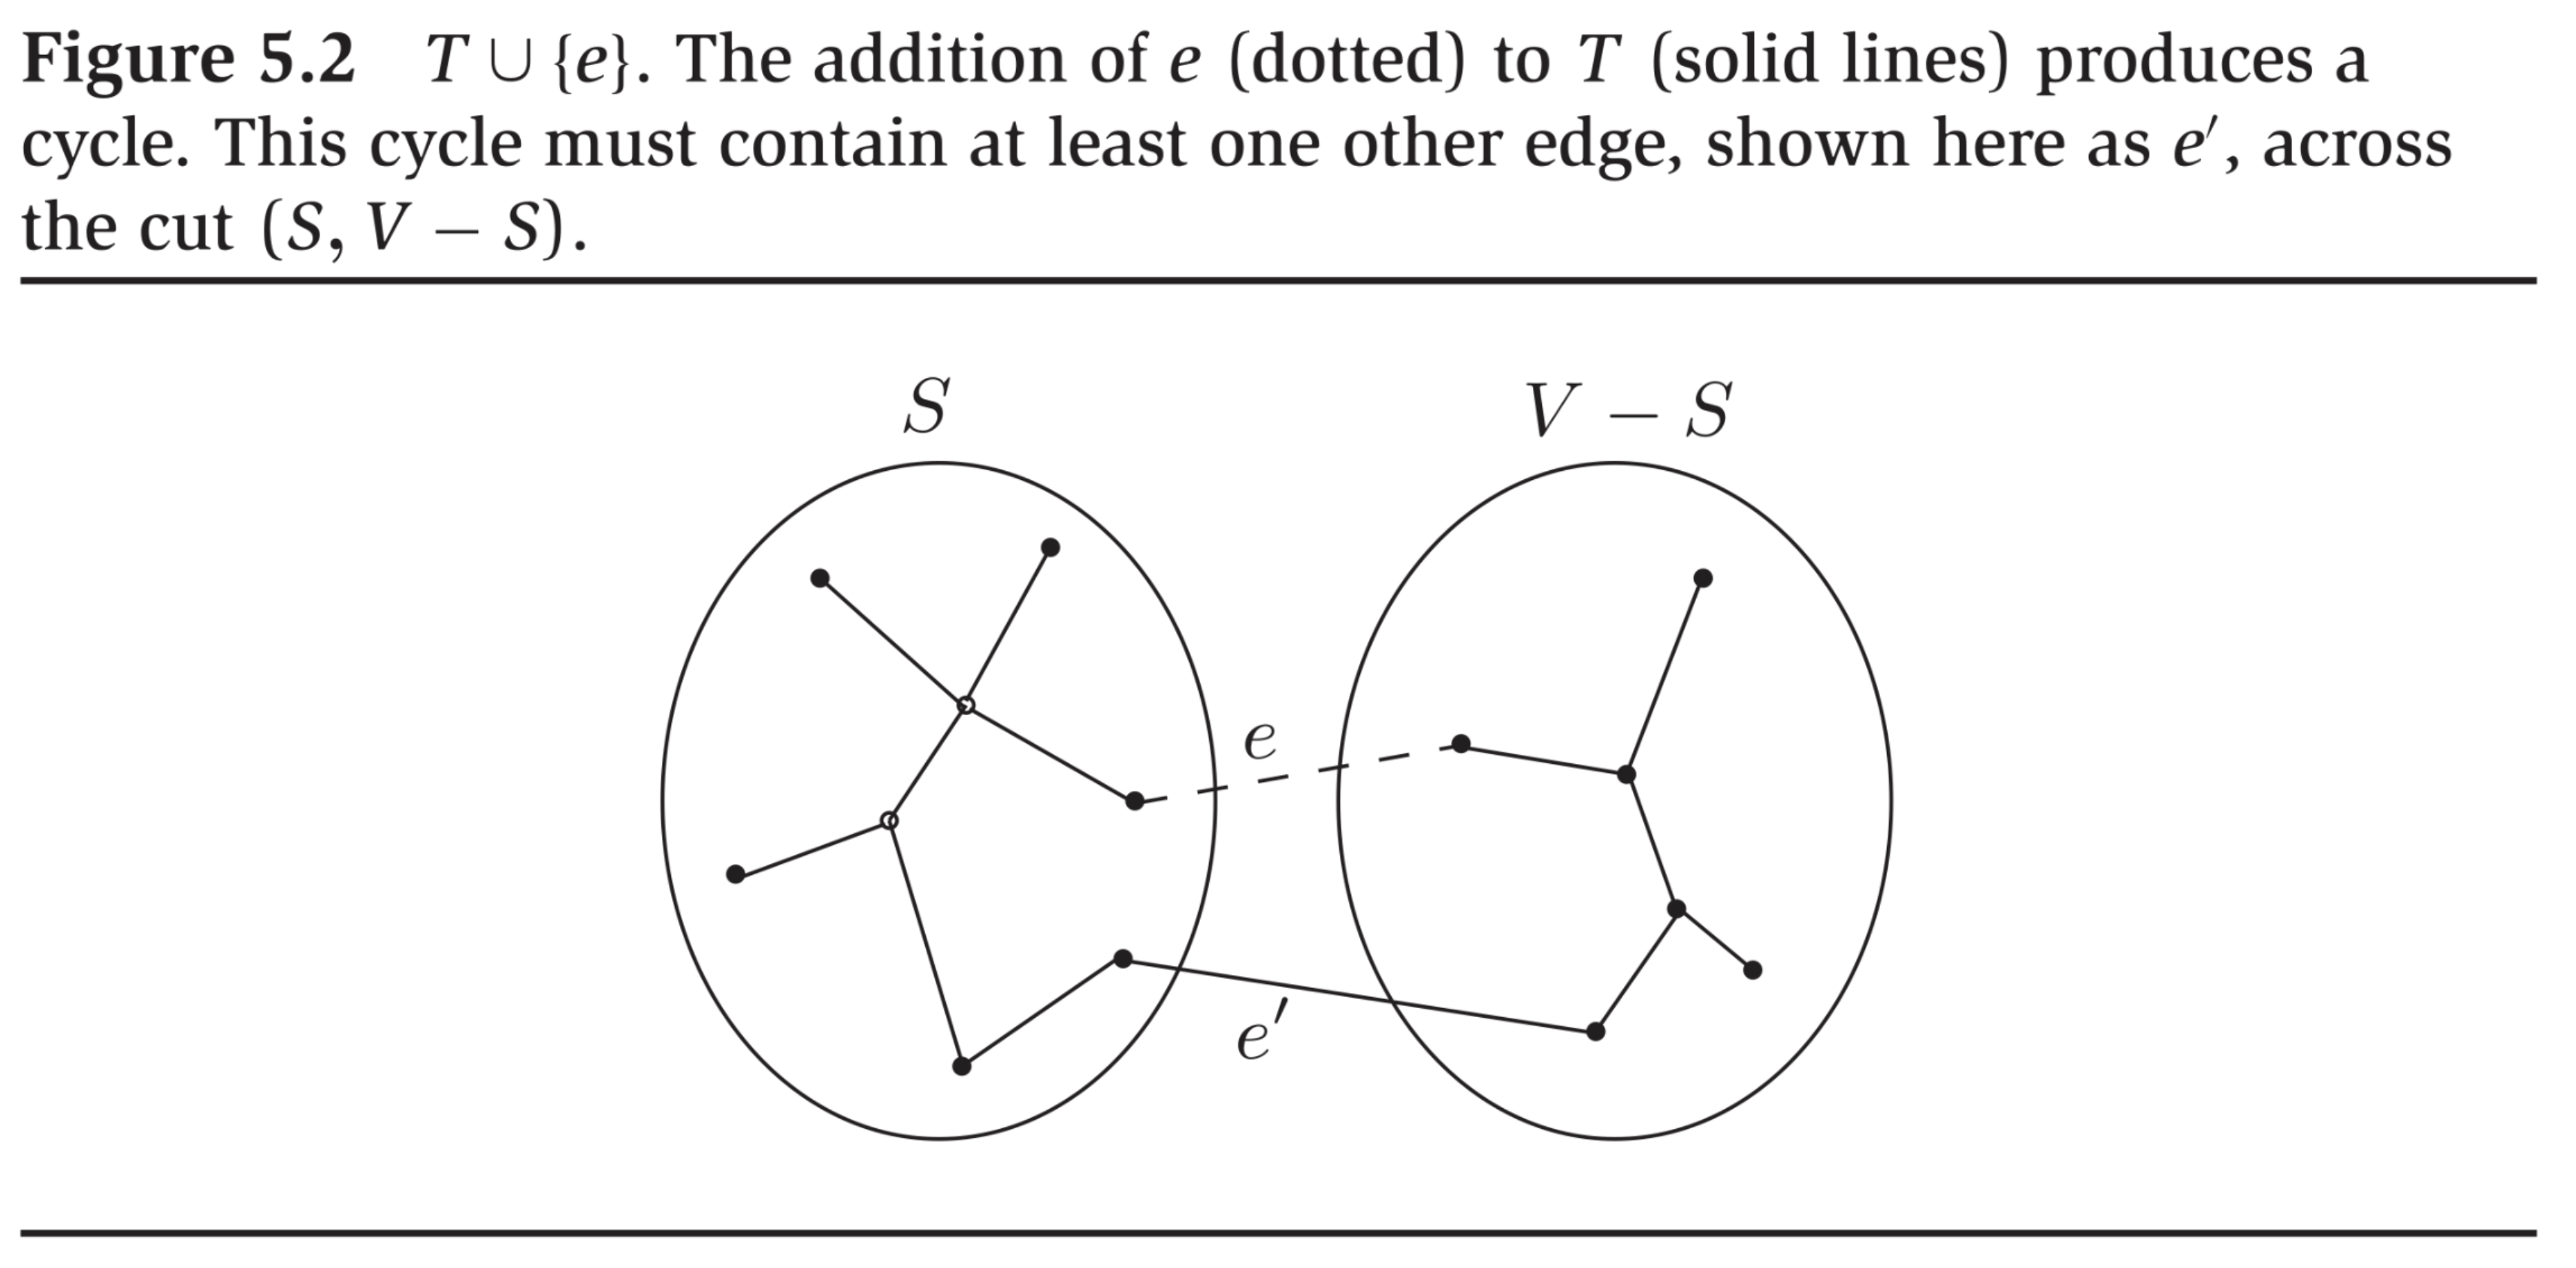 Figure 5.2 T ∪ {e}. The addition of e (dotted) to T (solid lines) produces a
cycle. This cycle must contain at least one other edge, shown here as e′, across
the cut (S, V − S).
S
V − S
e
e′